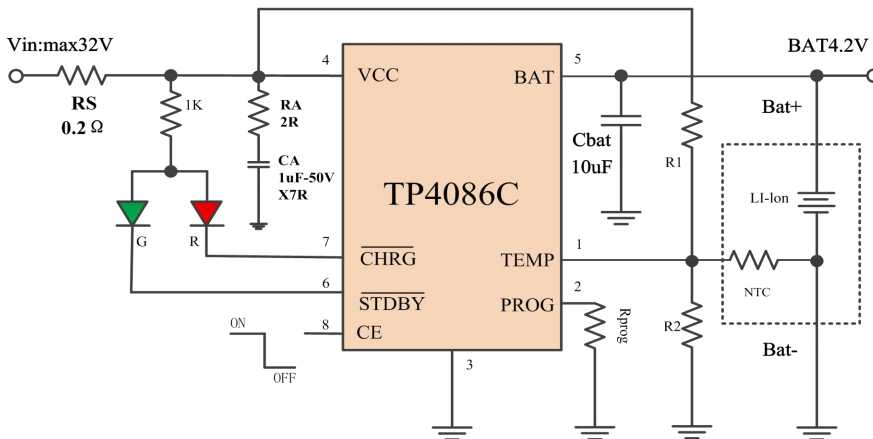 Vin:max32V
RS
0.2 Ω
1K
RA
2R
CA
1uF-50V
X7R
G
R
4
VCC
7
CHRG
6
STDBY
8
CE
ON
OFF
TP4086C
3
5
BAT
1
TEMP
2
PROG
Rprog
Cbat
10uF
R1
R2
BAT4.2V
Bat+
LI-lon
NTC
Bat-